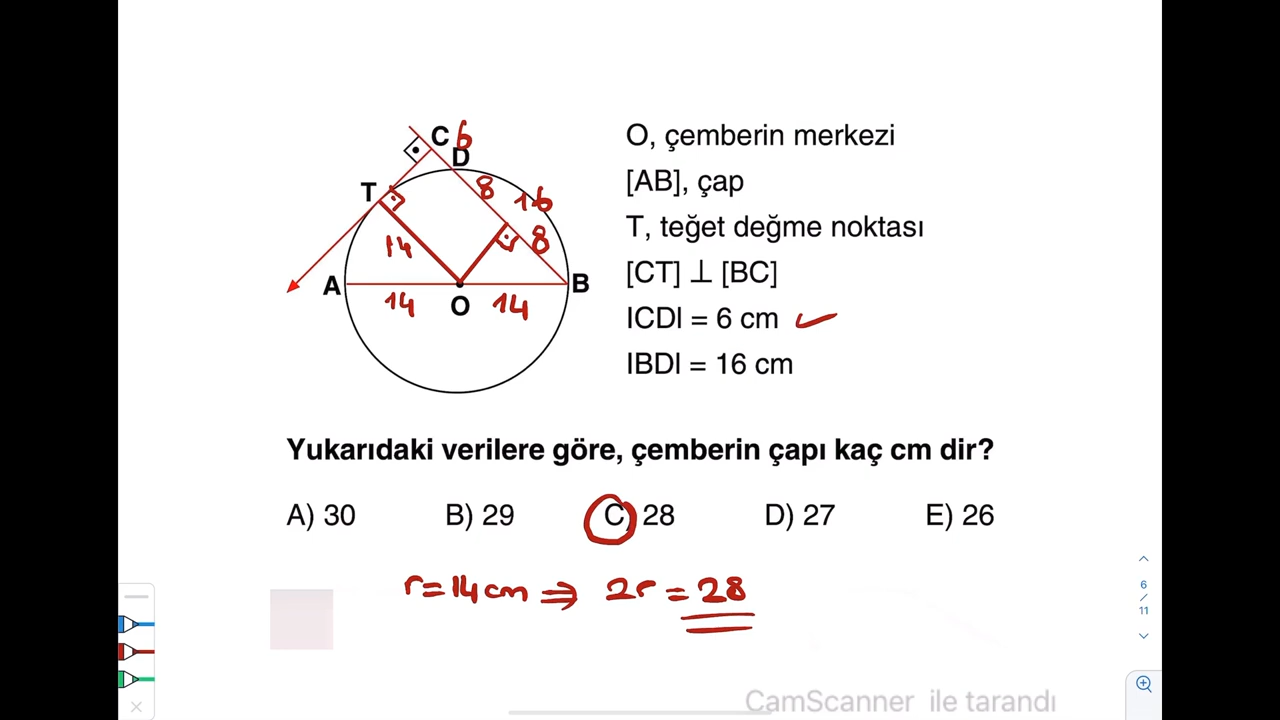 C 6
D
T
8
16
14
8
A
B
14
O
14
O, çemberin merkezi
[AB], çap
T, teğet değme noktası
[CT] ⊥ [BC]
ICDI = 6 cm
IBDI = 16 cm
Yukarıdaki verilere göre, çemberin çapı kaç cm dir?
A) 30 B) 29 C) 28 D) 27 E) 26
r = 14 cm ⇒ 2r = 28
6
/
11
CamScanner ile tarandı